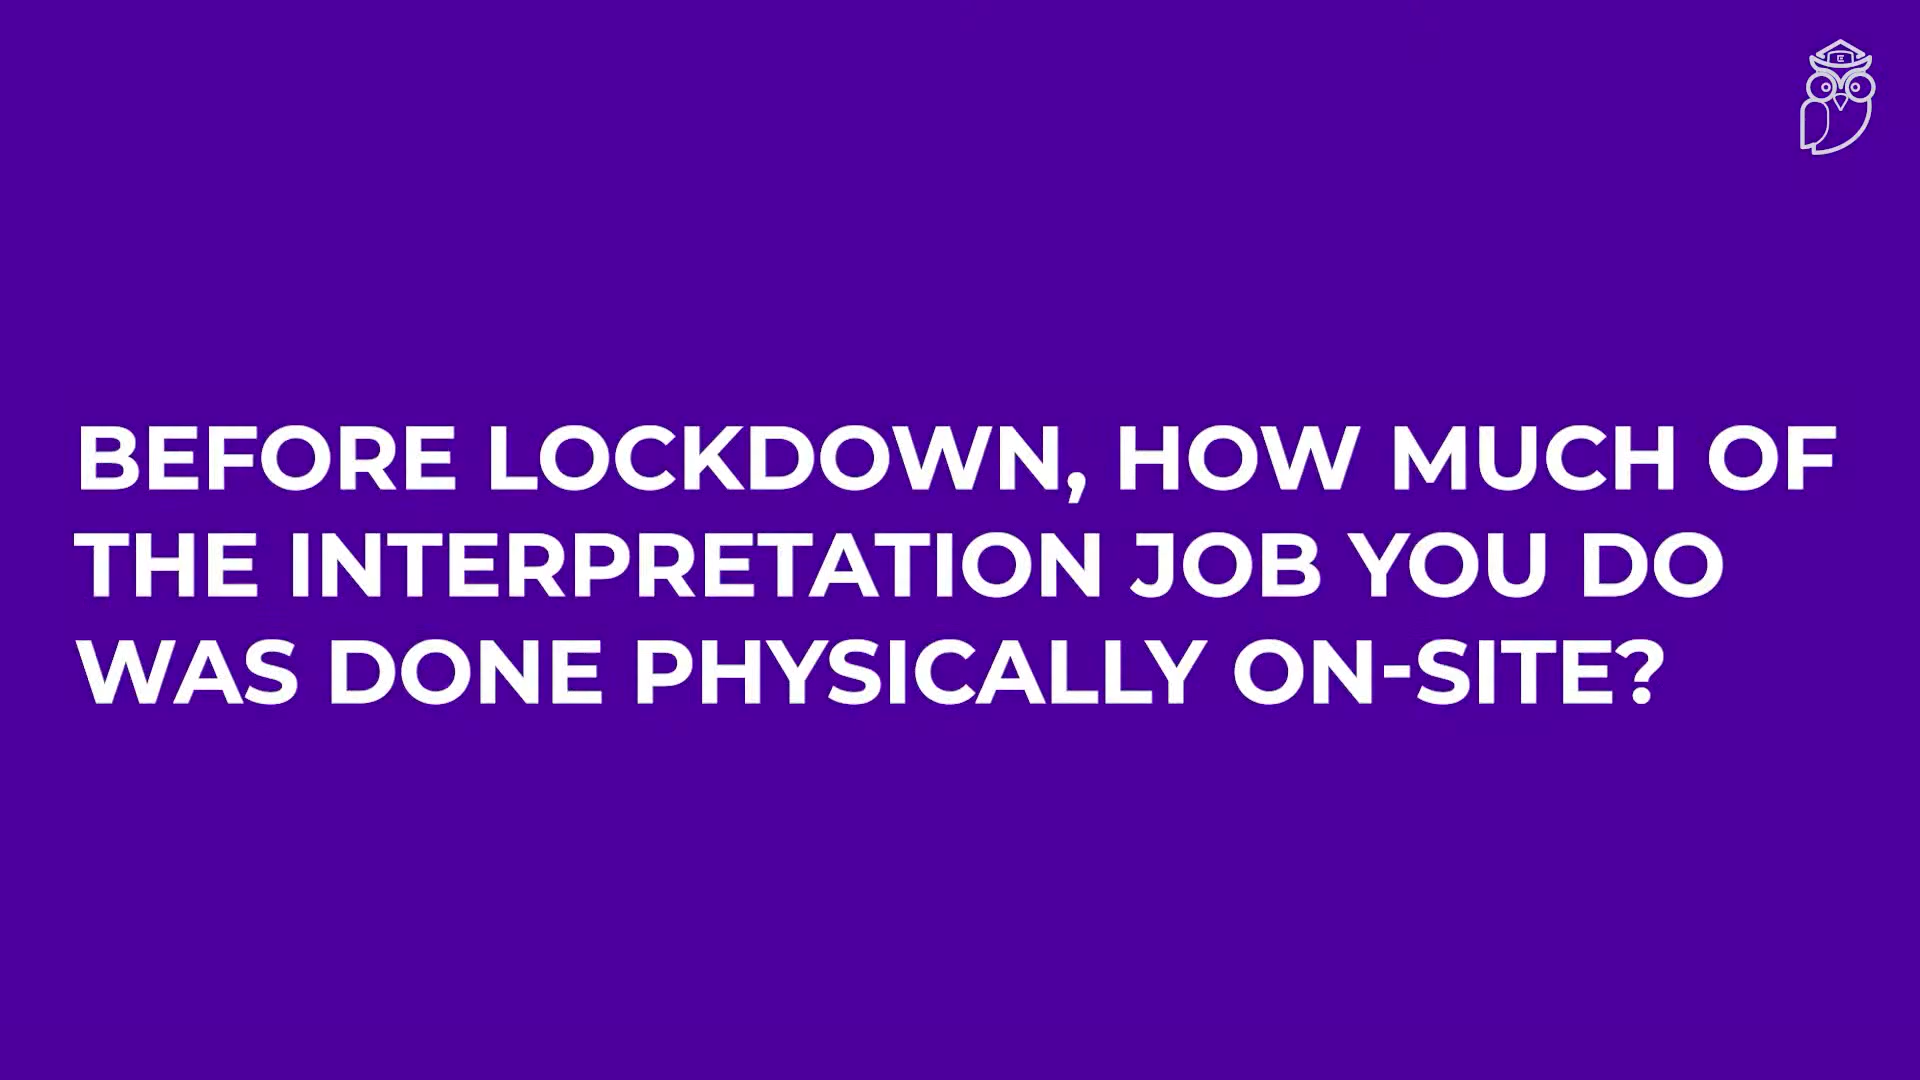 BEFORE LOCKDOWN, HOW MUCH OF
THE INTERPRETATION JOB YOU DO
WAS DONE PHYSICALLY ON-SITE?